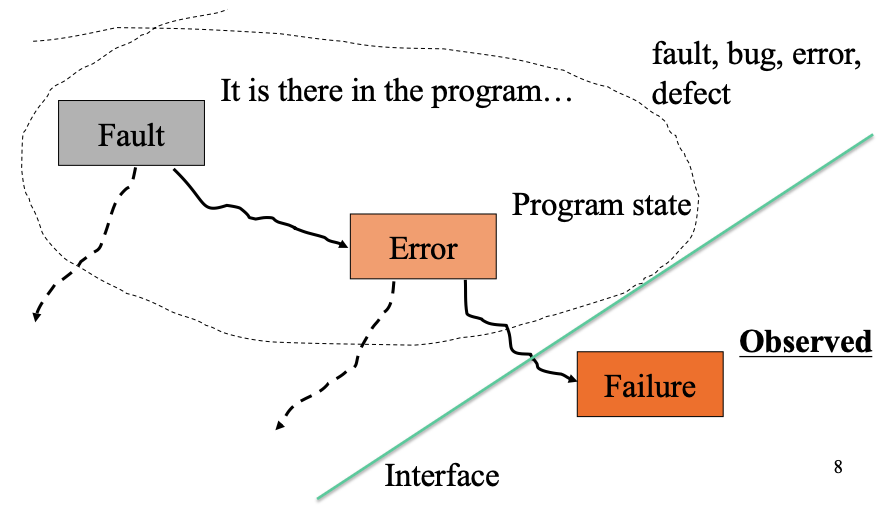 fault, bug, error,
defect
It is there in the program…
Fault
Program state
Error
Observed
Failure
Interface
8